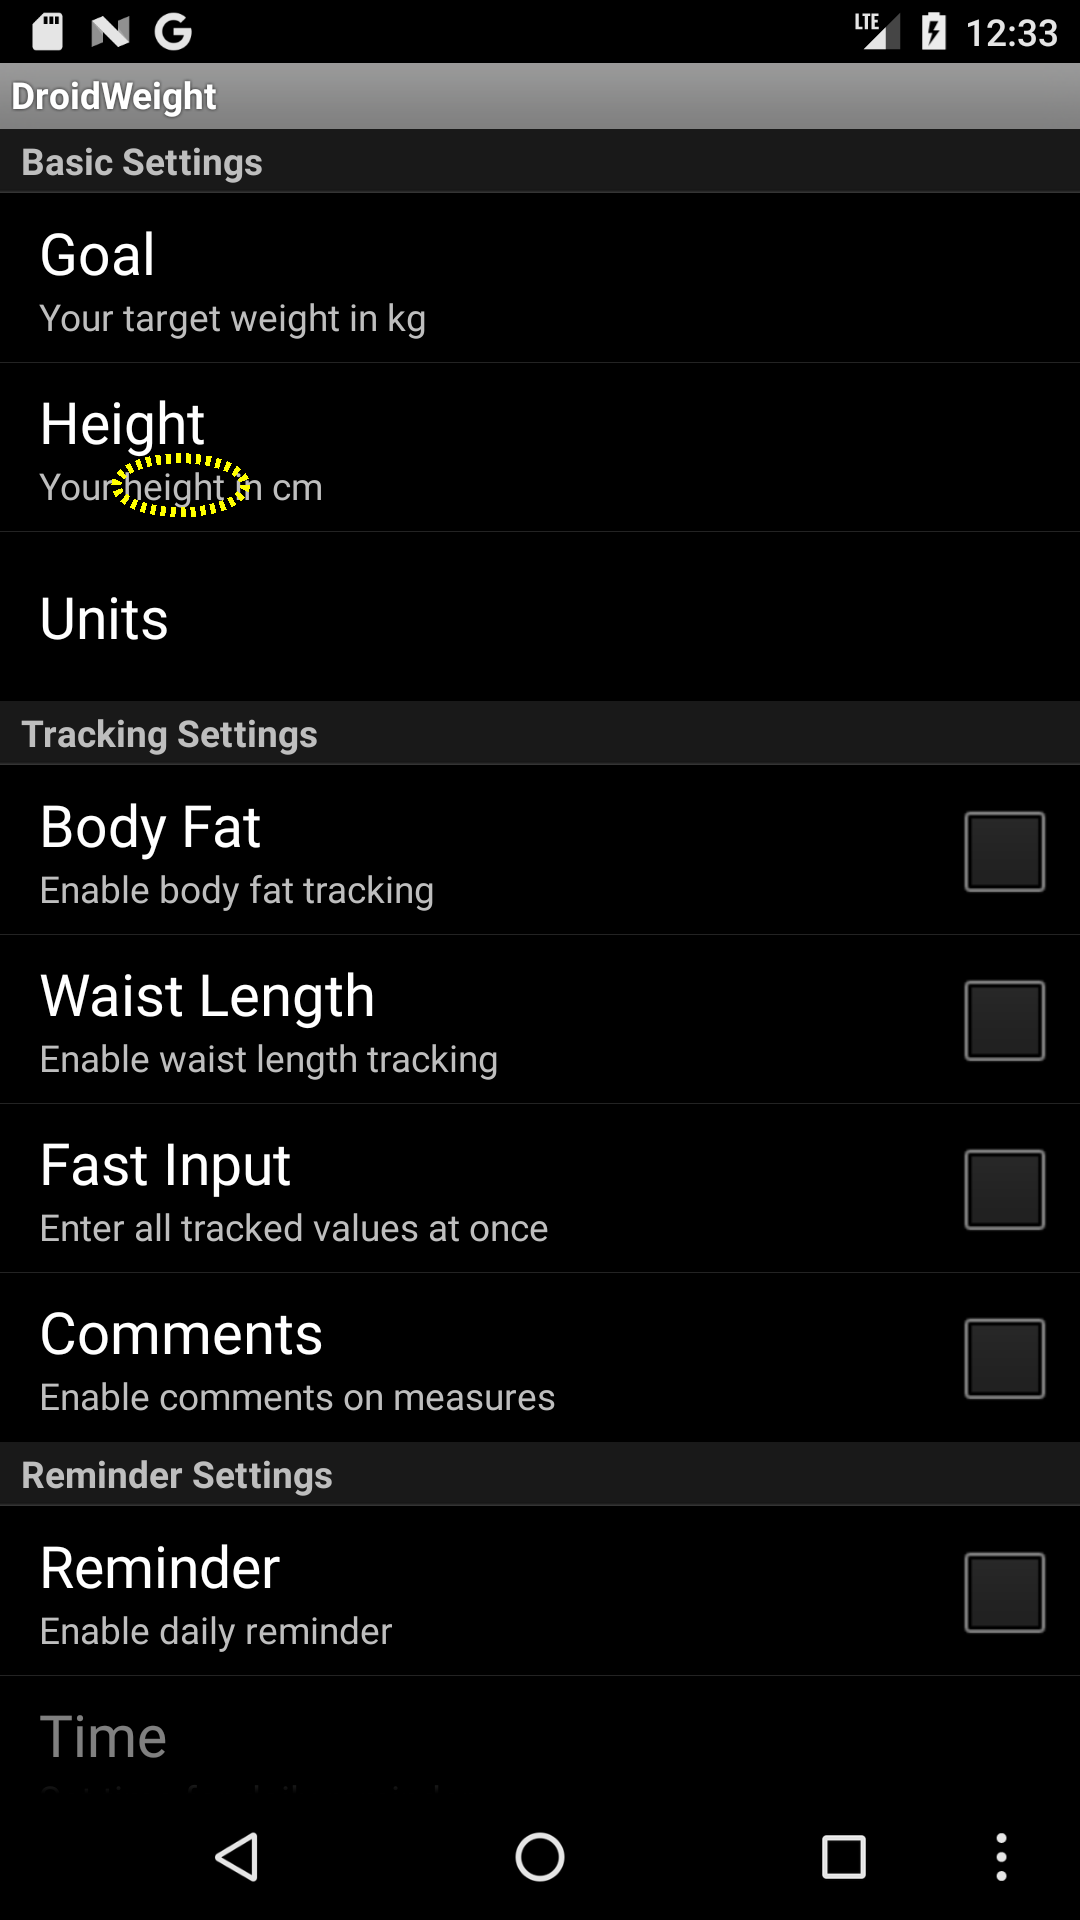 LTE 12:33
DroidWeight
Basic Settings
Goal
Your target weight in kg
Height
Your height in cm
Units
Tracking Settings
Body Fat
Enable body fat tracking
Waist Length
Enable waist length tracking
Fast Input
Enter all tracked values at once
Comments
Enable comments on measures
Reminder Settings
Reminder
Enable daily reminder
Time